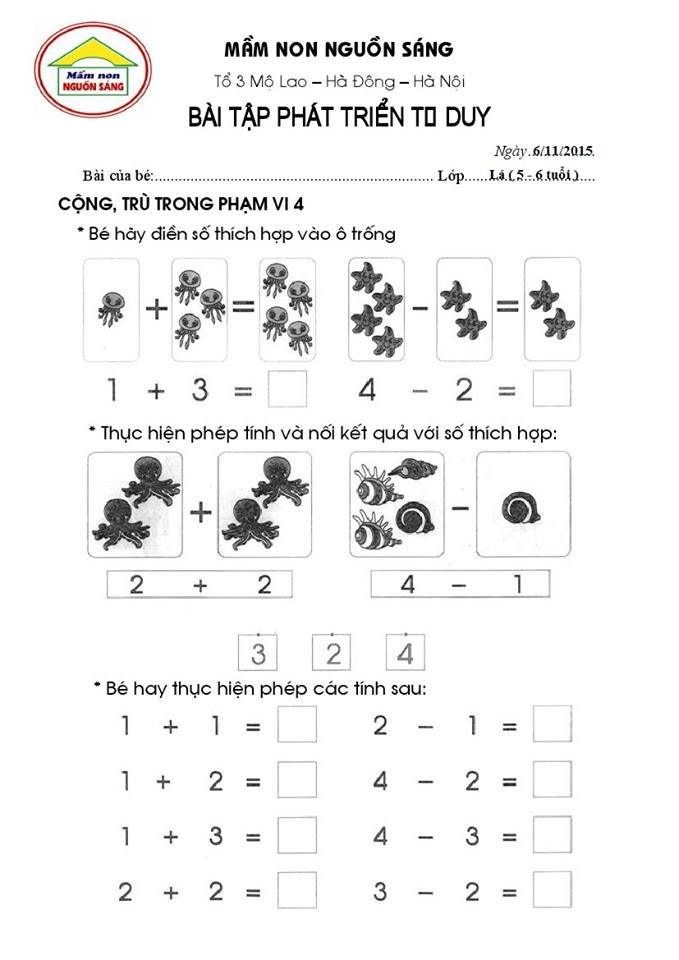 Mầm non
NGUỒN SÁNG
MẦM NON NGUỒN SÁNG
Tổ 3 Mộ Lao – Hà Đông – Hà Nội
BÀI TẬP PHÁT TRIỂN TƯ DUY
Ngày.6/11/2015.
Bài của bé:.................................................................. Lớp......Lá ( 5 - 6 tuổi )....
CỘNG, TRÙ TRONG PHẠM VI 4
* Bé hãy điền số thích hợp vào ô trống
+ = - =
1 + 3 = 4 - 2 =
* Thực hiện phép tính và nối kết quả với số thích hợp:
+ -
2 + 2 4 - 1
3 2 4
* Bé hay thực hiện phép các tính sau:
1 + 1 = 2 - 1 =
1 + 2 = 4 - 2 =
1 + 3 = 4 - 3 =
2 + 2 = 3 - 2 =